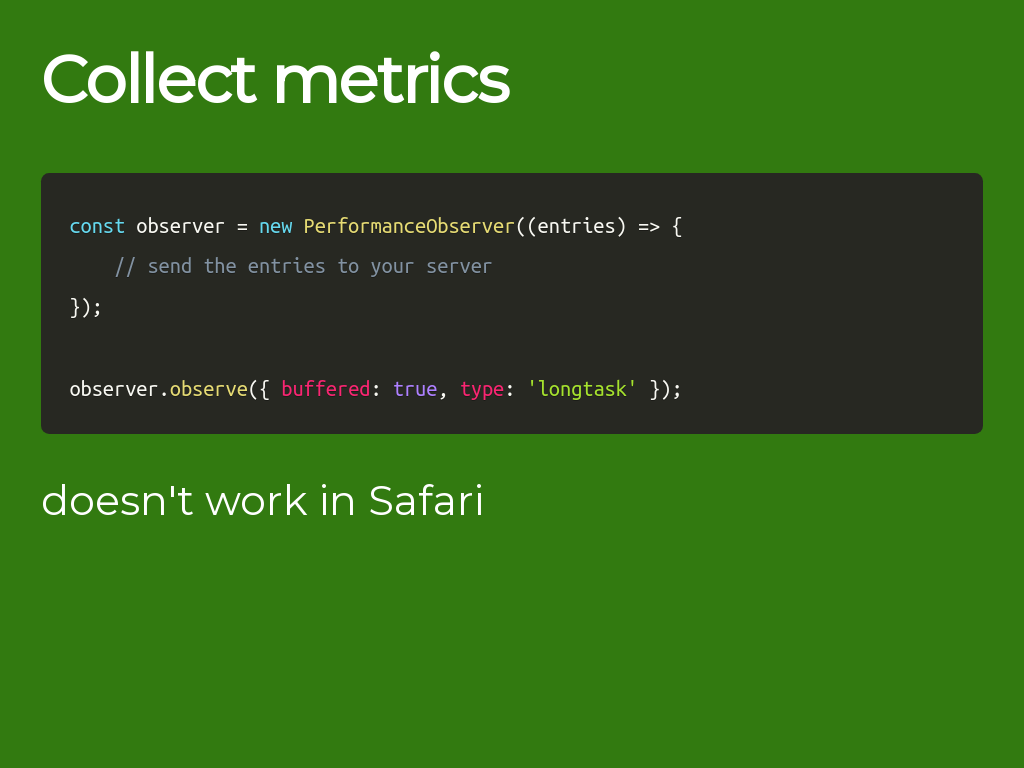 Collect metrics
const observer = new PerformanceObserver((entries) => {
    // send the entries to your server
});
observer.observe({ buffered: true, type: 'longtask' });
doesn't work in Safari